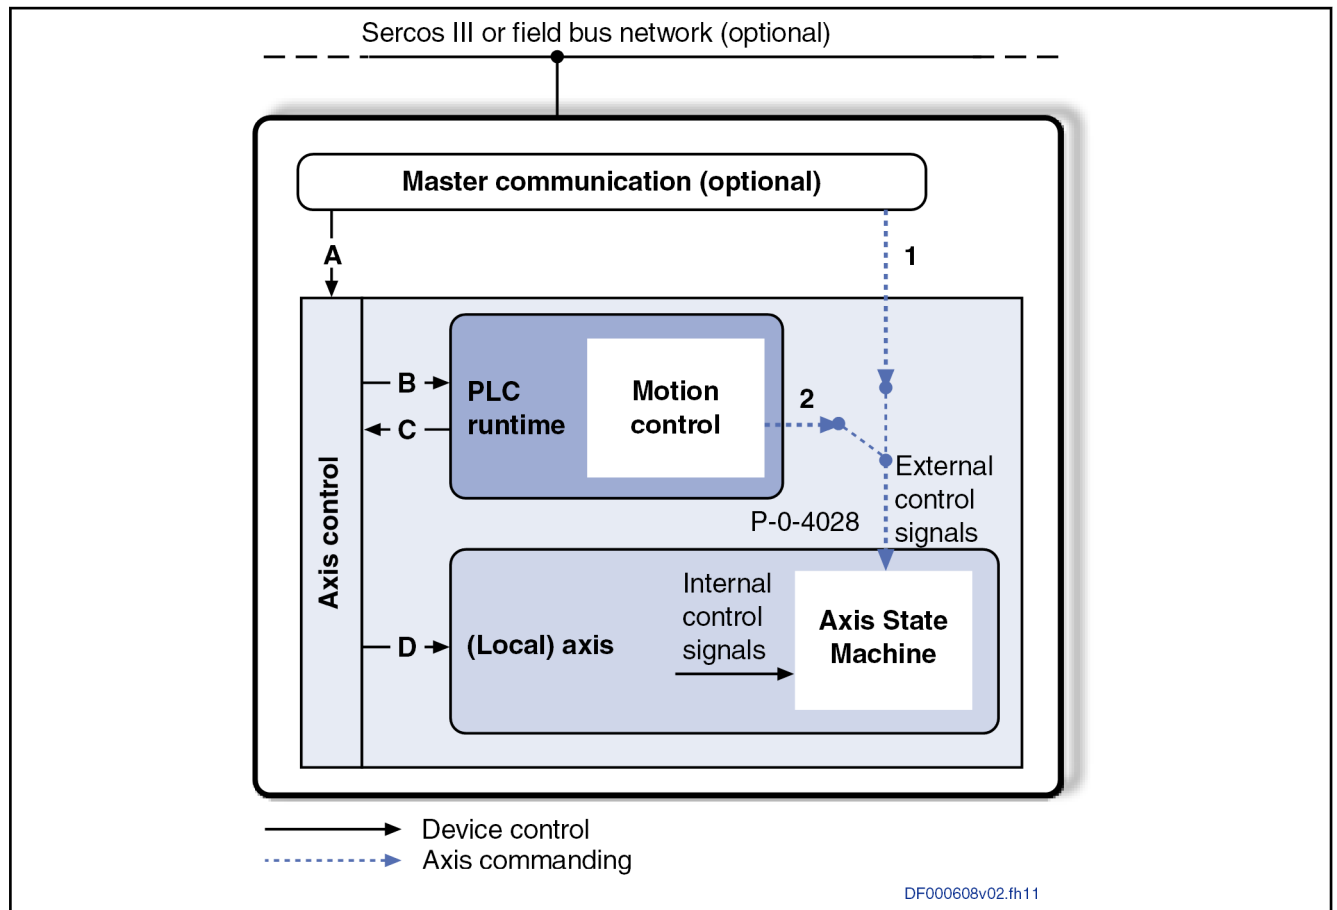 Sercos III or field bus network (optional)
Master communication (optional)
A
1
B
C
PLC
runtime
Motion
control
2
External
control
signals
P-0-4028
Axis control
D
(Local) axis
Internal
control
signals
Axis State
Machine
Device control
Axis commanding
DF000608v02.fh11